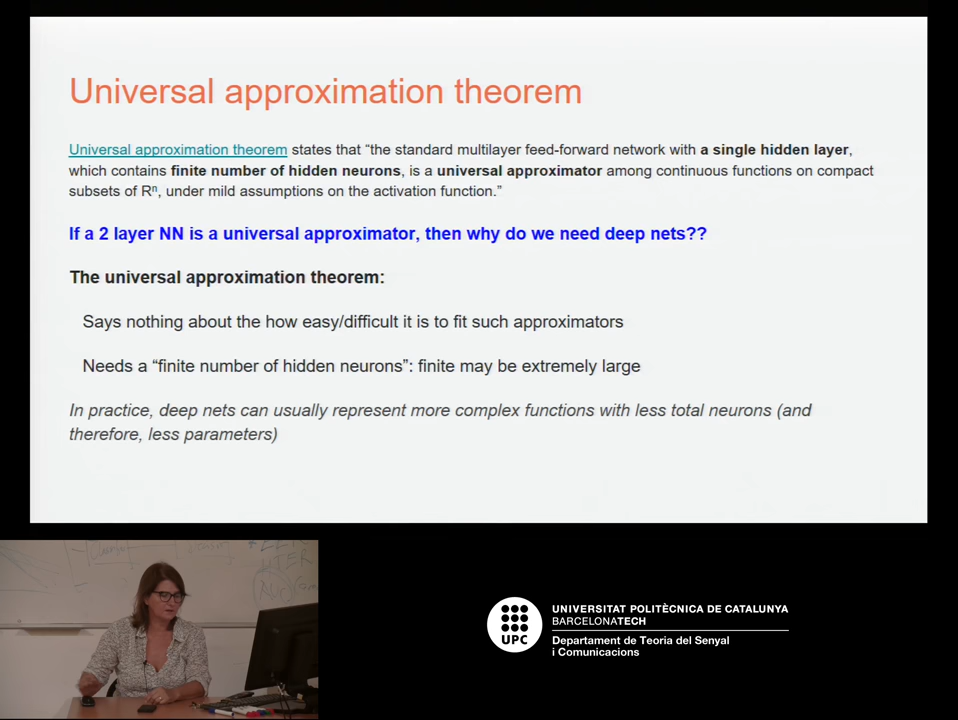 Universal approximation theorem
Universal approximation theorem states that “the standard multilayer feed-forward network with a single hidden layer,
which contains finite number of hidden neurons, is a universal approximator among continuous functions on compact
subsets of Rⁿ, under mild assumptions on the activation function.”
If a 2 layer NN is a universal approximator, then why do we need deep nets??
The universal approximation theorem:
Says nothing about the how easy/difficult it is to fit such approximators
Needs a “finite number of hidden neurons”: finite may be extremely large
In practice, deep nets can usually represent more complex functions with less total neurons (and
therefore, less parameters)
UPC
UNIVERSITAT POLITÈCNICA DE CATALUNYA
BARCELONATECH
Departament de Teoria del Senyal
i Comunicacions